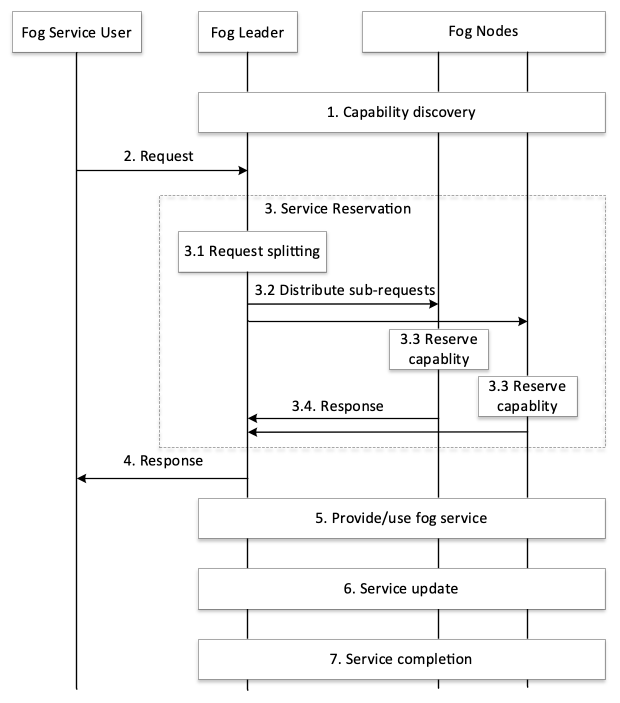 Fog Service User
Fog Leader
Fog Nodes
1. Capability discovery
2. Request
3. Service Reservation
3.1 Request splitting
3.2 Distribute sub-requests
3.3 Reserve
capablity
3.3 Reserve
capablity
3.4. Response
4. Response
5. Provide/use fog service
6. Service update
7. Service completion